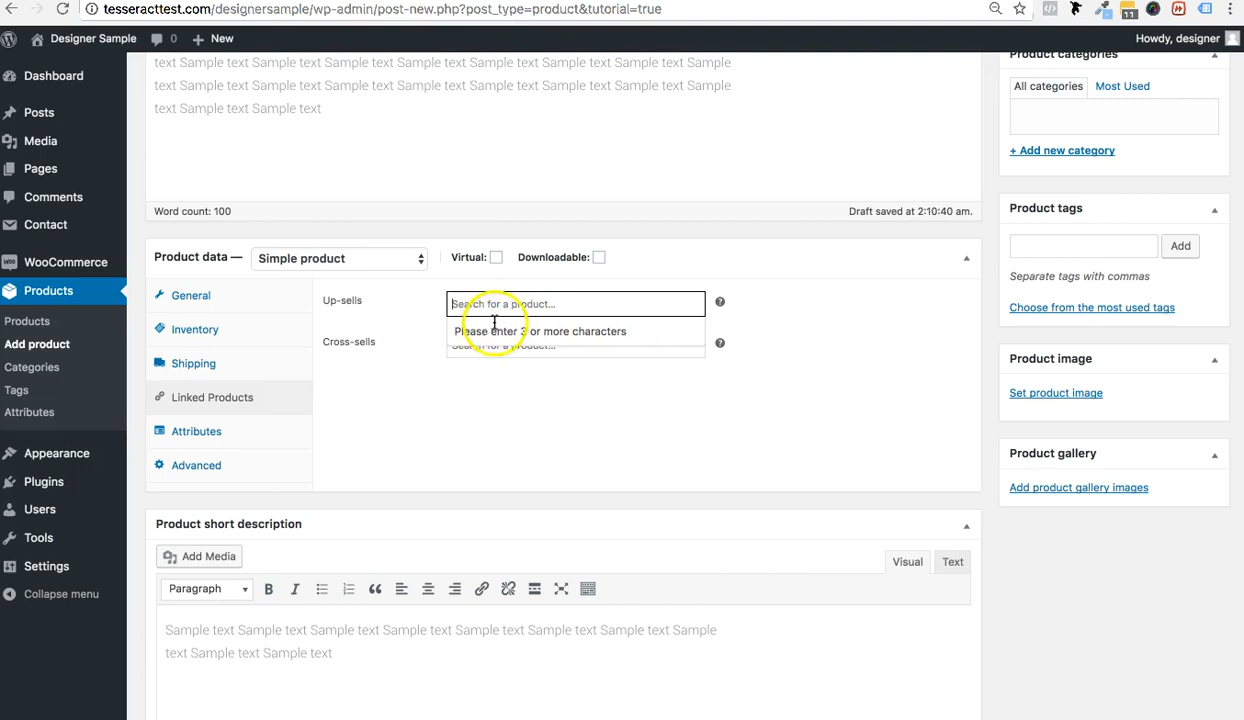 tesseracttest.com/designersample/wp-admin/post-new.php?post_type=product&tutorial=true
11
Designer Sample 0 New
Howdy, designer
Dashboard
Posts
Media
Pages
Comments
Contact
WooCommerce
Products
Products
Add product
Categories
Tags
Attributes
Appearance
Plugins
Users
Tools
Settings
Collapse menu
text Sample text Sample text Sample text Sample text Sample text Sample text Sample
text Sample text Sample text Sample text Sample text Sample text Sample text Sample
text Sample text Sample text
Word count: 100
Draft saved at 2:10:40 am.
Product data — Simple product Virtual: Downloadable:
General
Inventory
Shipping
Linked Products
Attributes
Advanced
Up-sells
Search for a product...
Please enter 3 or more characters
Cross-sells
Search for a product...
Product short description
Add Media
Visual Text
Paragraph
Sample text Sample text Sample text Sample text Sample text Sample text Sample text Sample
text Sample text Sample text
Product categories
All categories Most Used
+ Add new category
Product tags
Add
Separate tags with commas
Choose from the most used tags
Product image
Set product image
Product gallery
Add product gallery images